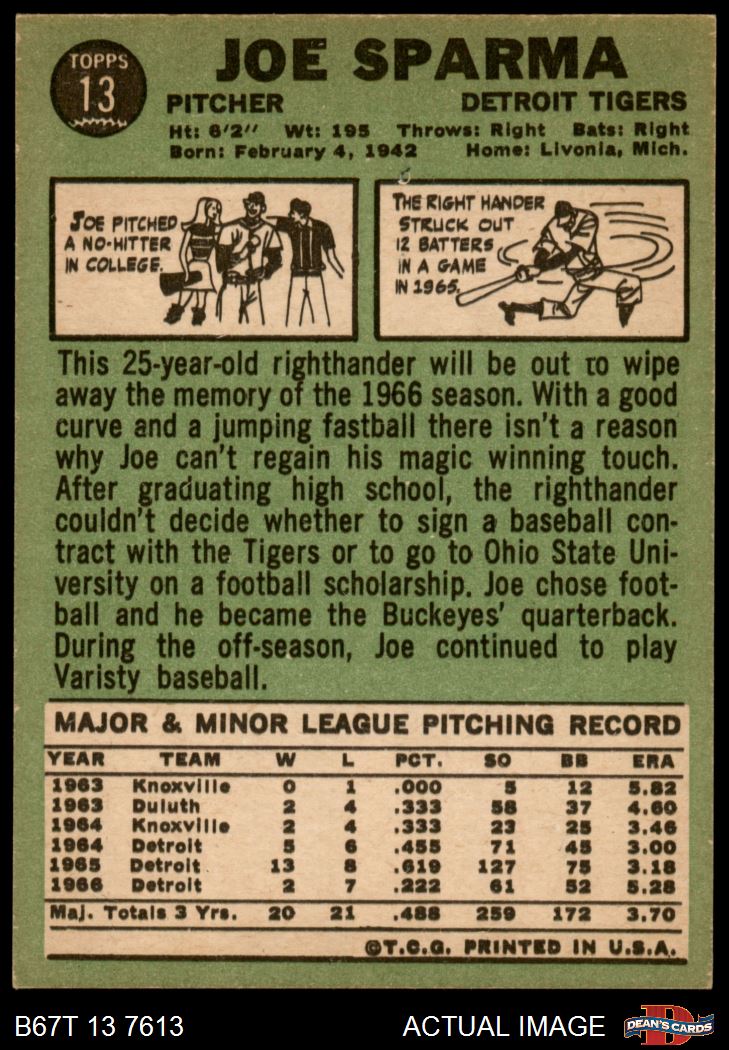 TOPPS
13
JOE SPARMA
PITCHER DETROIT TIGERS
Ht: 6'2" Wt: 195 Throws: Right Bats: Right
Born: February 4, 1942 Home: Livonia, Mich.
JOE PITCHED
A NO-HITTER
IN COLLEGE.
THE RIGHT HANDER
STRUCK OUT
12 BATTERS
IN A GAME
IN 1965.
This 25-year-old righthander will be out to wipe
away the memory of the 1966 season. With a good
curve and a jumping fastball there isn't a reason
why Joe can't regain his magic winning touch.
After graduating high school, the righthander
couldn't decide whether to sign a baseball con-
tract with the Tigers or to go to Ohio State Uni-
versity on a football scholarship. Joe chose foot-
ball and he became the Buckeyes' quarterback.
During the off-season, Joe continued to play
Varisty baseball.
MAJOR & MINOR LEAGUE PITCHING RECORD
YEAR TEAM W L PCT. SO BB ERA
1963 Knoxville 0 1 .000 5 12 5.82
1963 Duluth 2 4 .333 58 37 4.60
1964 Knoxville 2 4 .333 23 25 3.46
1964 Detroit 5 6 .455 71 45 3.00
1965 Detroit 13 8 .619 127 75 3.18
1966 Detroit 2 7 .222 61 52 5.28
Maj. Totals 3 Yrs. 20 21 .488 259 172 3.70
©T.C.G. PRINTED IN U.S.A.
B67T 13 7613 ACTUAL IMAGE
D
DEAN'S CARDS